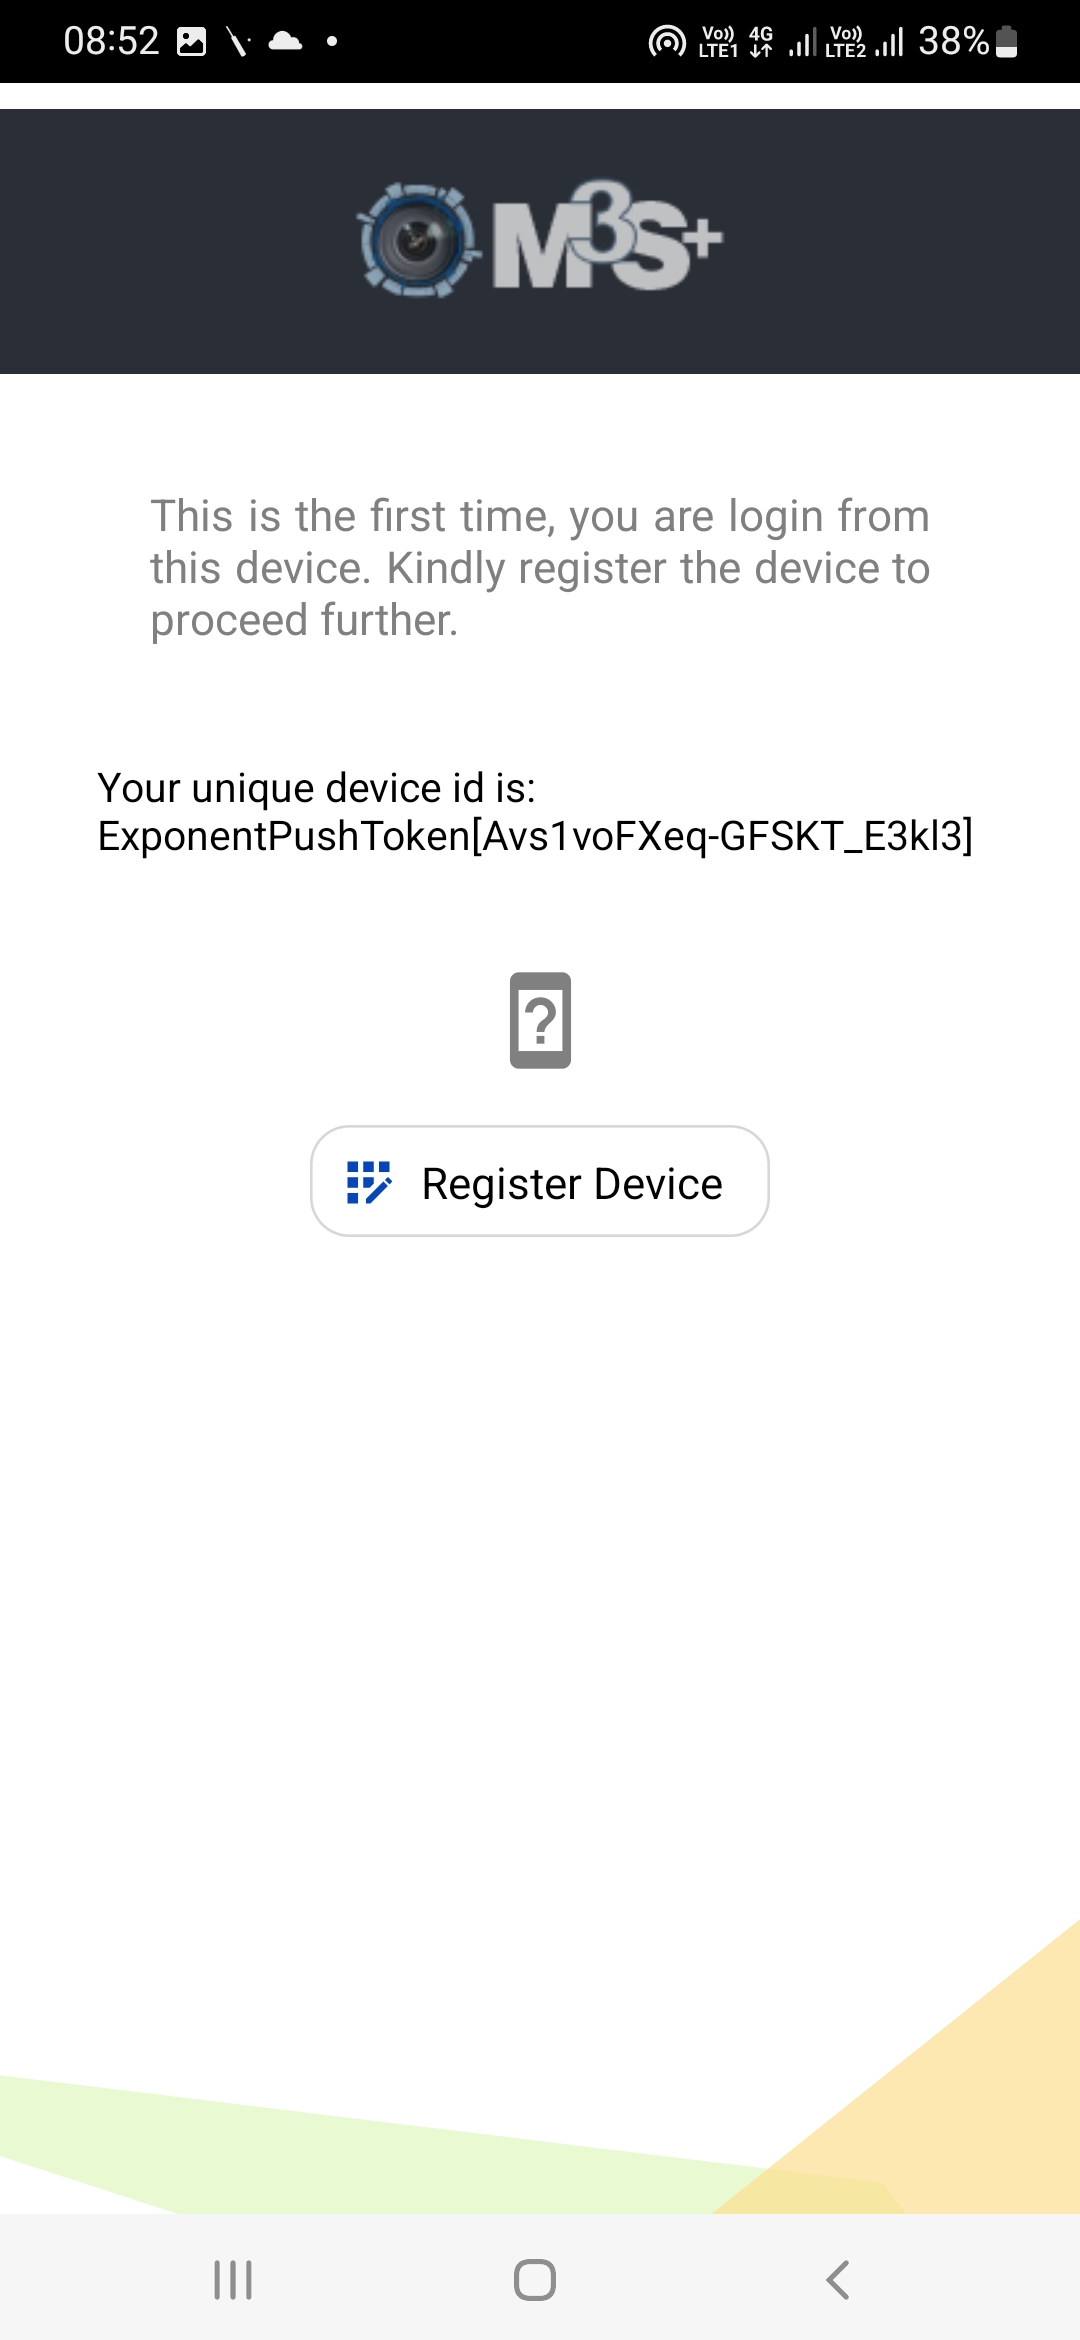 08:52
Vo)) LTE1 4G Vo)) LTE2 38%
M3S+
This is the first time, you are login from
this device. Kindly register the device to
proceed further.
Your unique device id is:
ExponentPushToken[Avs1voFXeq-GFSKT_E3kl3]
?
Register Device